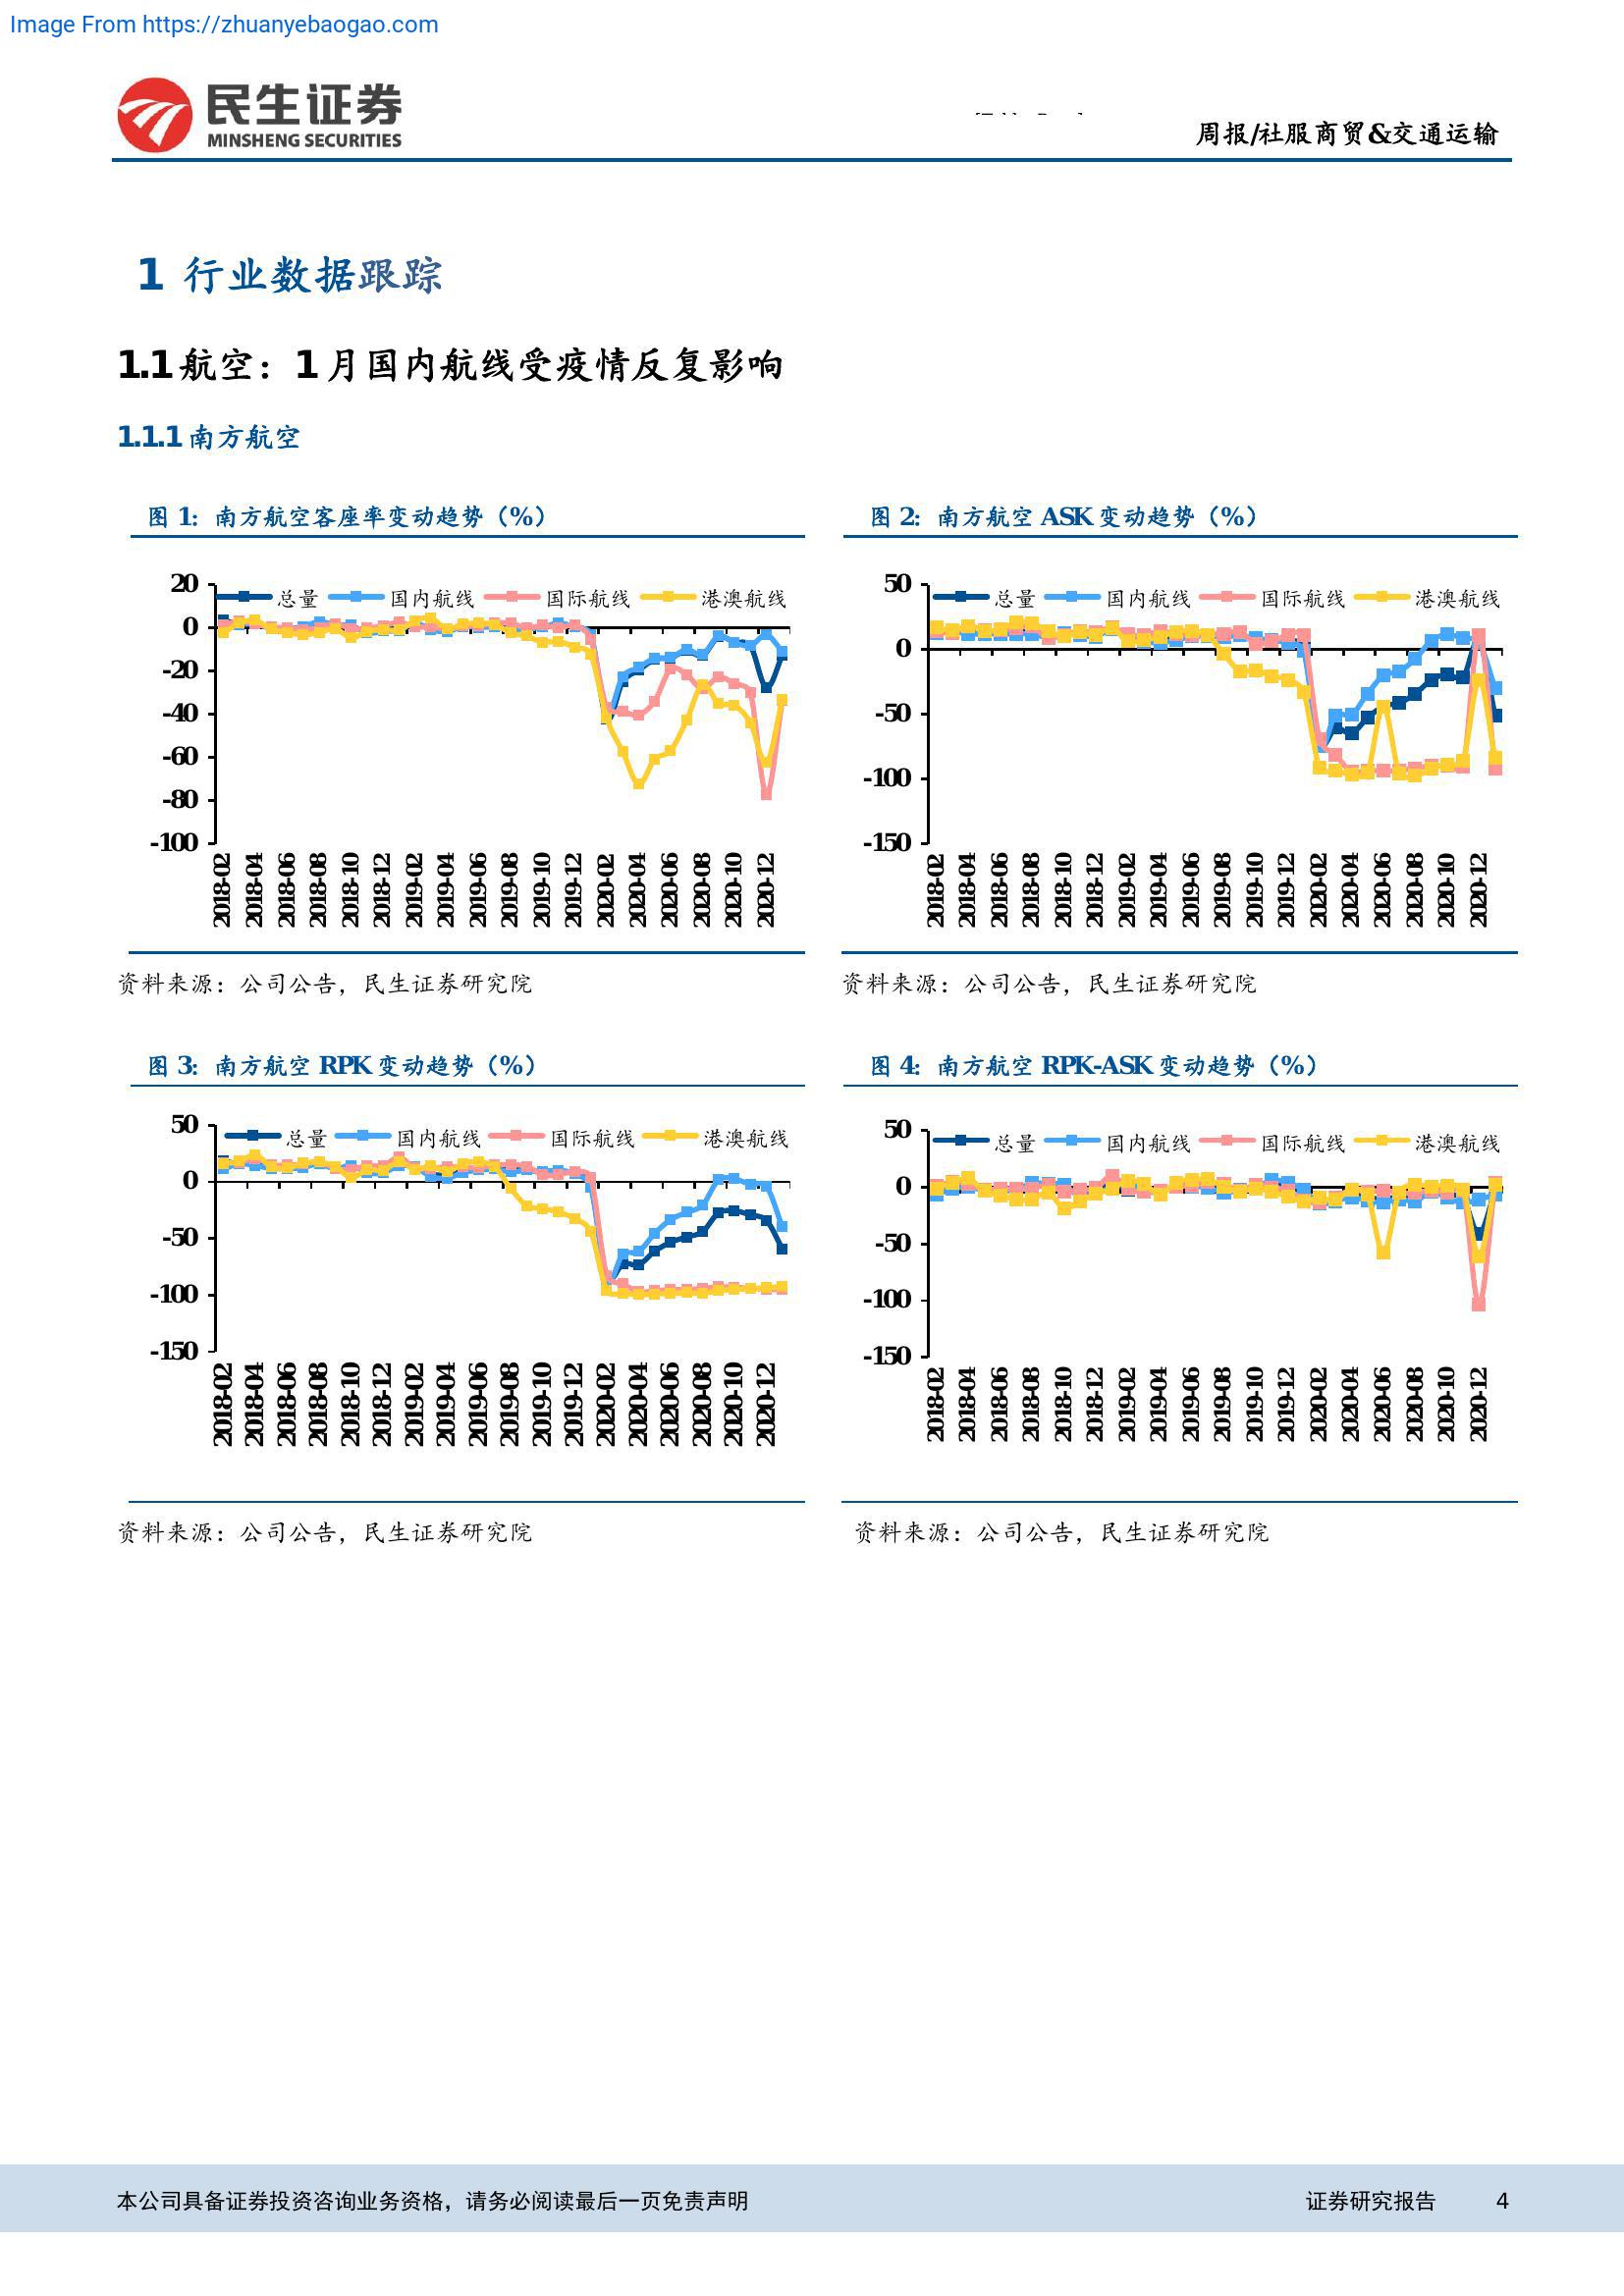 Image From https://zhuanyebaogao.com
民生证券
MINSHENG SECURITIES
周报/社服商贸&交通运输
1 行业数据跟踪
1.1航空：1月国内航线受疫情反复影响
1.1.1南方航空
图 1：南方航空客座率变动趋势（%）
20
0
-20
-40
-60
-80
-100
总量 国内航线 国际航线 港澳航线
2018-02 2018-04 2018-06 2018-08 2018-10 2018-12 2019-02 2019-04 2019-06 2019-08 2019-10 2019-12 2020-02 2020-04 2020-06 2020-08 2020-10 2020-12
资料来源：公司公告，民生证券研究院
图 2：南方航空 ASK 变动趋势（%）
50
0
-50
-100
-150
总量 国内航线 国际航线 港澳航线
2018-02 2018-04 2018-06 2018-08 2018-10 2018-12 2019-02 2019-04 2019-06 2019-08 2019-10 2019-12 2020-02 2020-04 2020-06 2020-08 2020-10 2020-12
资料来源：公司公告，民生证券研究院
图 3：南方航空 RPK 变动趋势（%）
50
0
-50
-100
-150
总量 国内航线 国际航线 港澳航线
2018-02 2018-04 2018-06 2018-08 2018-10 2018-12 2019-02 2019-04 2019-06 2019-08 2019-10 2019-12 2020-02 2020-04 2020-06 2020-08 2020-10 2020-12
资料来源：公司公告，民生证券研究院
图 4：南方航空 RPK-ASK 变动趋势（%）
50
0
-50
-100
-150
总量 国内航线 国际航线 港澳航线
2018-02 2018-04 2018-06 2018-08 2018-10 2018-12 2019-02 2019-04 2019-06 2019-08 2019-10 2019-12 2020-02 2020-04 2020-06 2020-08 2020-10 2020-12
资料来源：公司公告，民生证券研究院
本公司具备证券投资咨询业务资格，请务必阅读最后一页免责声明
证券研究报告 4